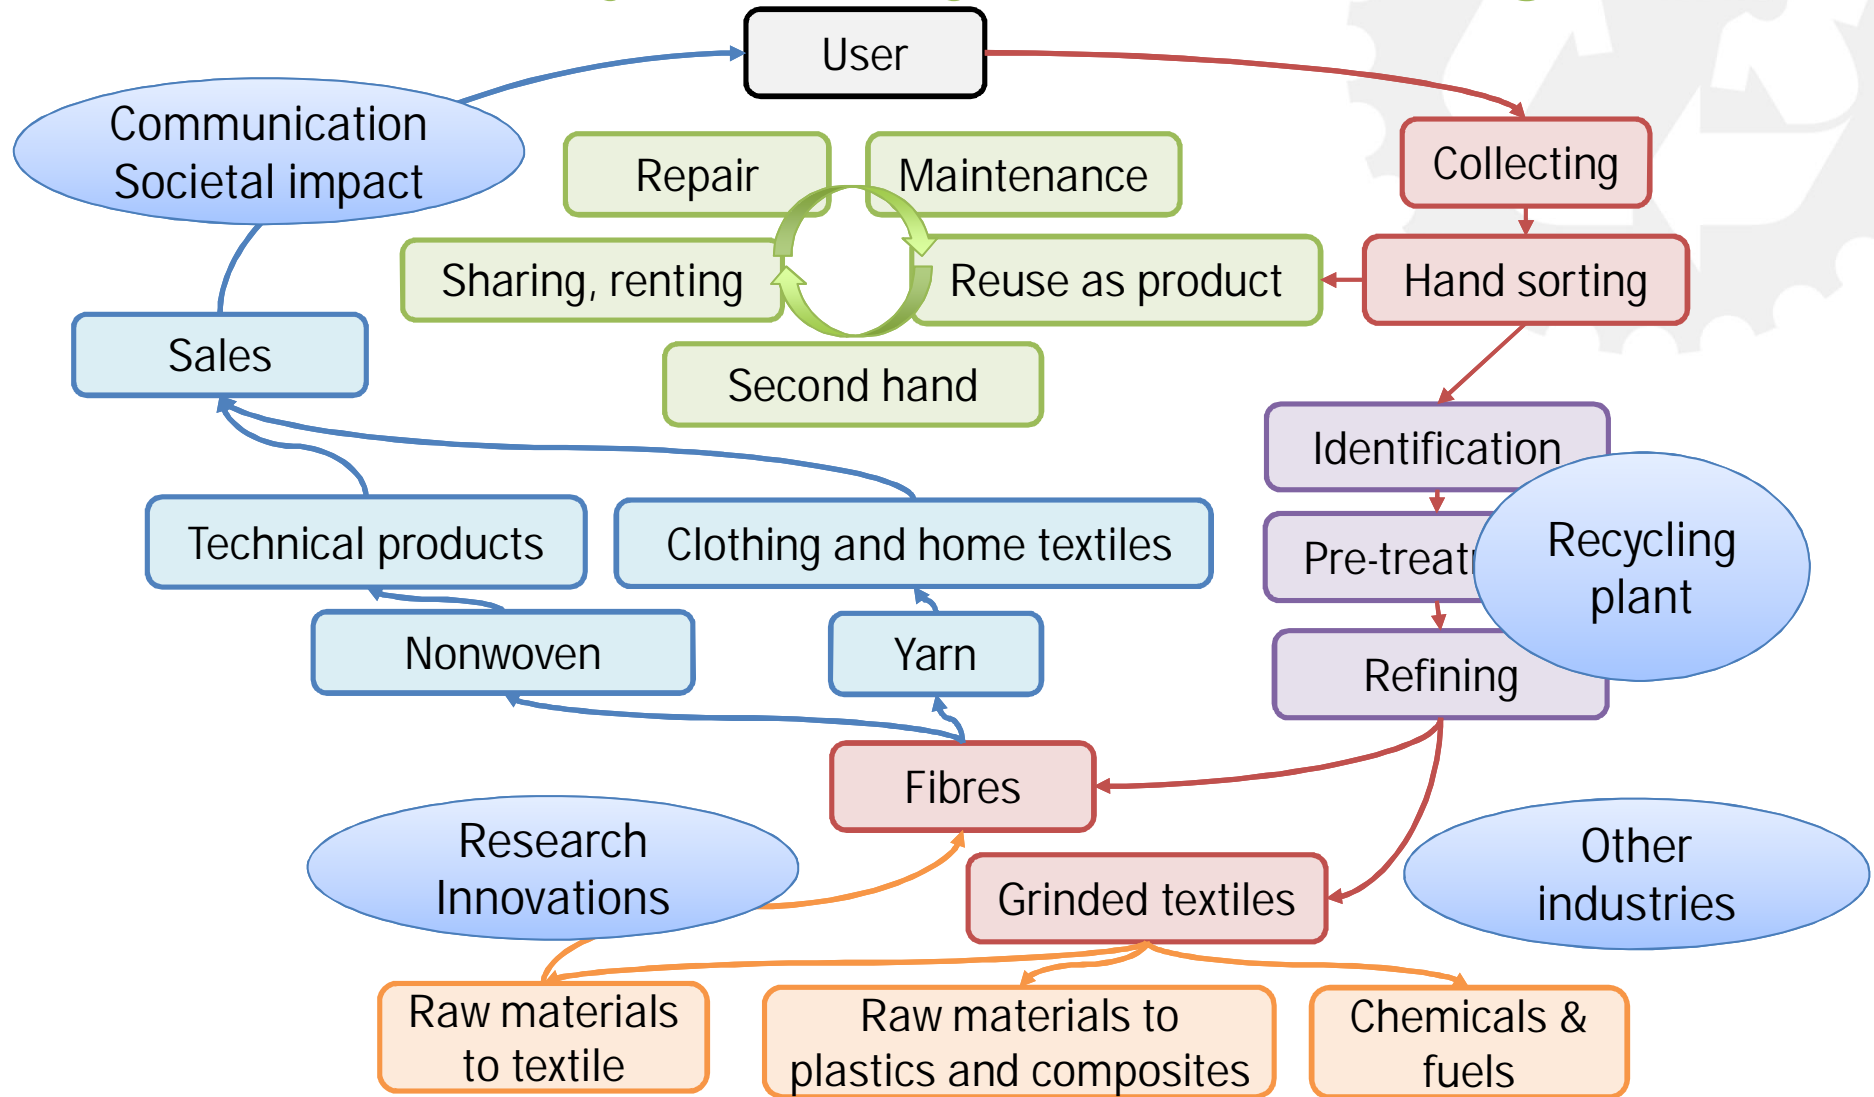 User
Communication
Societal impact
Repair
Maintenance
Collecting
Sharing, renting
Reuse as product
Hand sorting
Sales
Second hand
Identification
Technical products
Clothing and home textiles
Recycling
plant
Nonwoven
Yarn
Refining
Fibres
Research
Innovations
Grinded textiles
Other
industries
Raw materials
to textile
Raw materials to
plastics and composites
Chemicals &
fuels